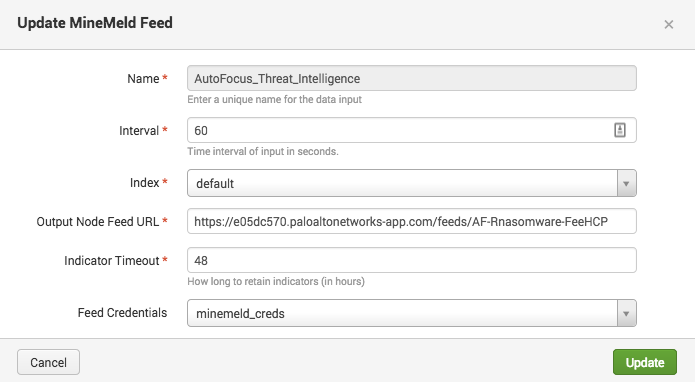 Update MineMeld Feed
×
Name *
AutoFocus_Threat_Intelligence
Enter a unique name for the data input
Interval *
60
Time interval of input in seconds.
Index *
default
Output Node Feed URL *
https://e05dc570.paloaltonetworks-app.com/feeds/AF-Rnasomware-FeeHCP
Indicator Timeout *
48
How long to retain indicators (in hours)
Feed Credentials
minemeld_creds
Cancel
Update